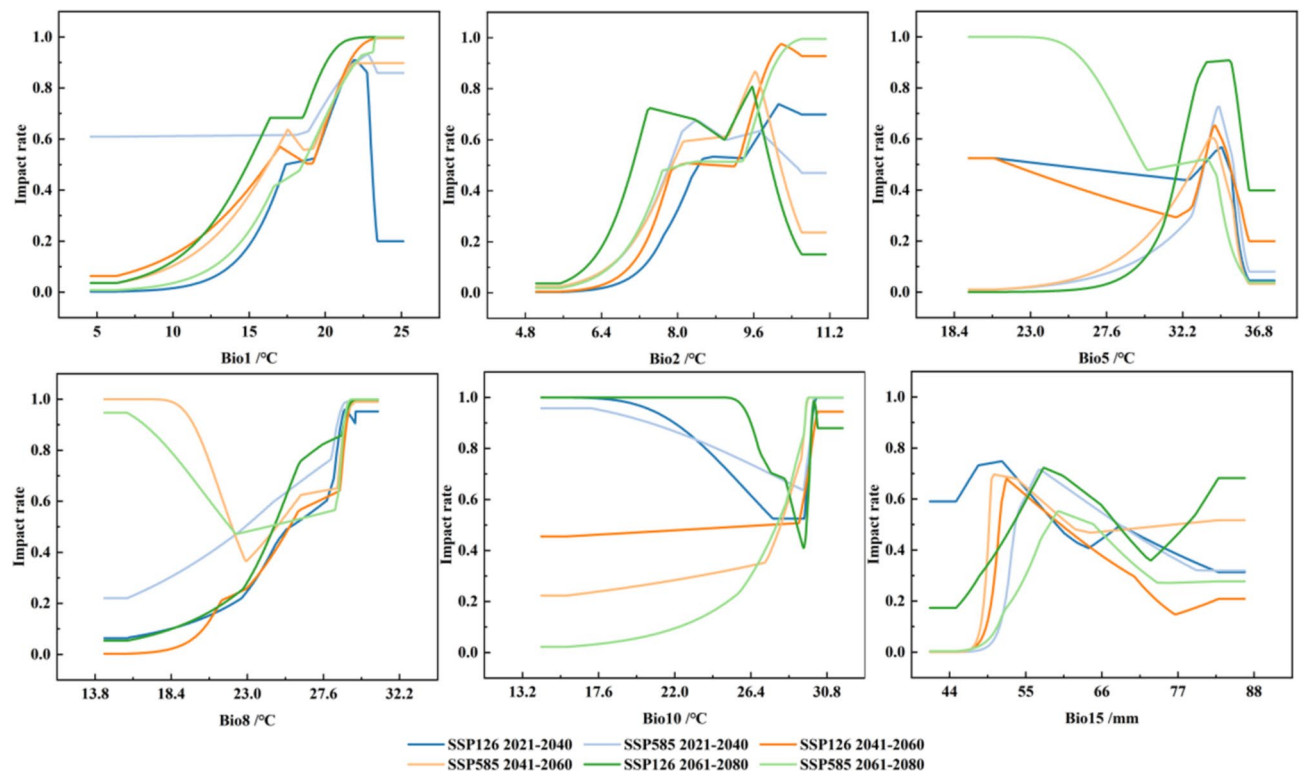 1.0
0.8
0.6
0.4
0.2
0.0
Impact rate
5 10 15 20 25
Bio1 /°C
1.0
0.8
0.6
0.4
0.2
0.0
Impact rate
4.8 6.4 8.0 9.6 11.2
Bio2 /°C
1.0
0.8
0.6
0.4
0.2
0.0
Impact rate
18.4 23.0 27.6 32.2 36.8
Bio5 /°C
1.0
0.8
0.6
0.4
0.2
0.0
Impact rate
13.8 18.4 23.0 27.6 32.2
Bio8 /°C
1.0
0.8
0.6
0.4
0.2
0.0
Impact rate
13.2 17.6 22.0 26.4 30.8
Bio10 /°C
1.0
0.8
0.6
0.4
0.2
0.0
Impact rate
44 55 66 77 88
Bio15 /mm
SSP126 2021-2040 SSP585 2021-2040 SSP126 2041-2060
SSP585 2041-2060 SSP126 2061-2080 SSP585 2061-2080